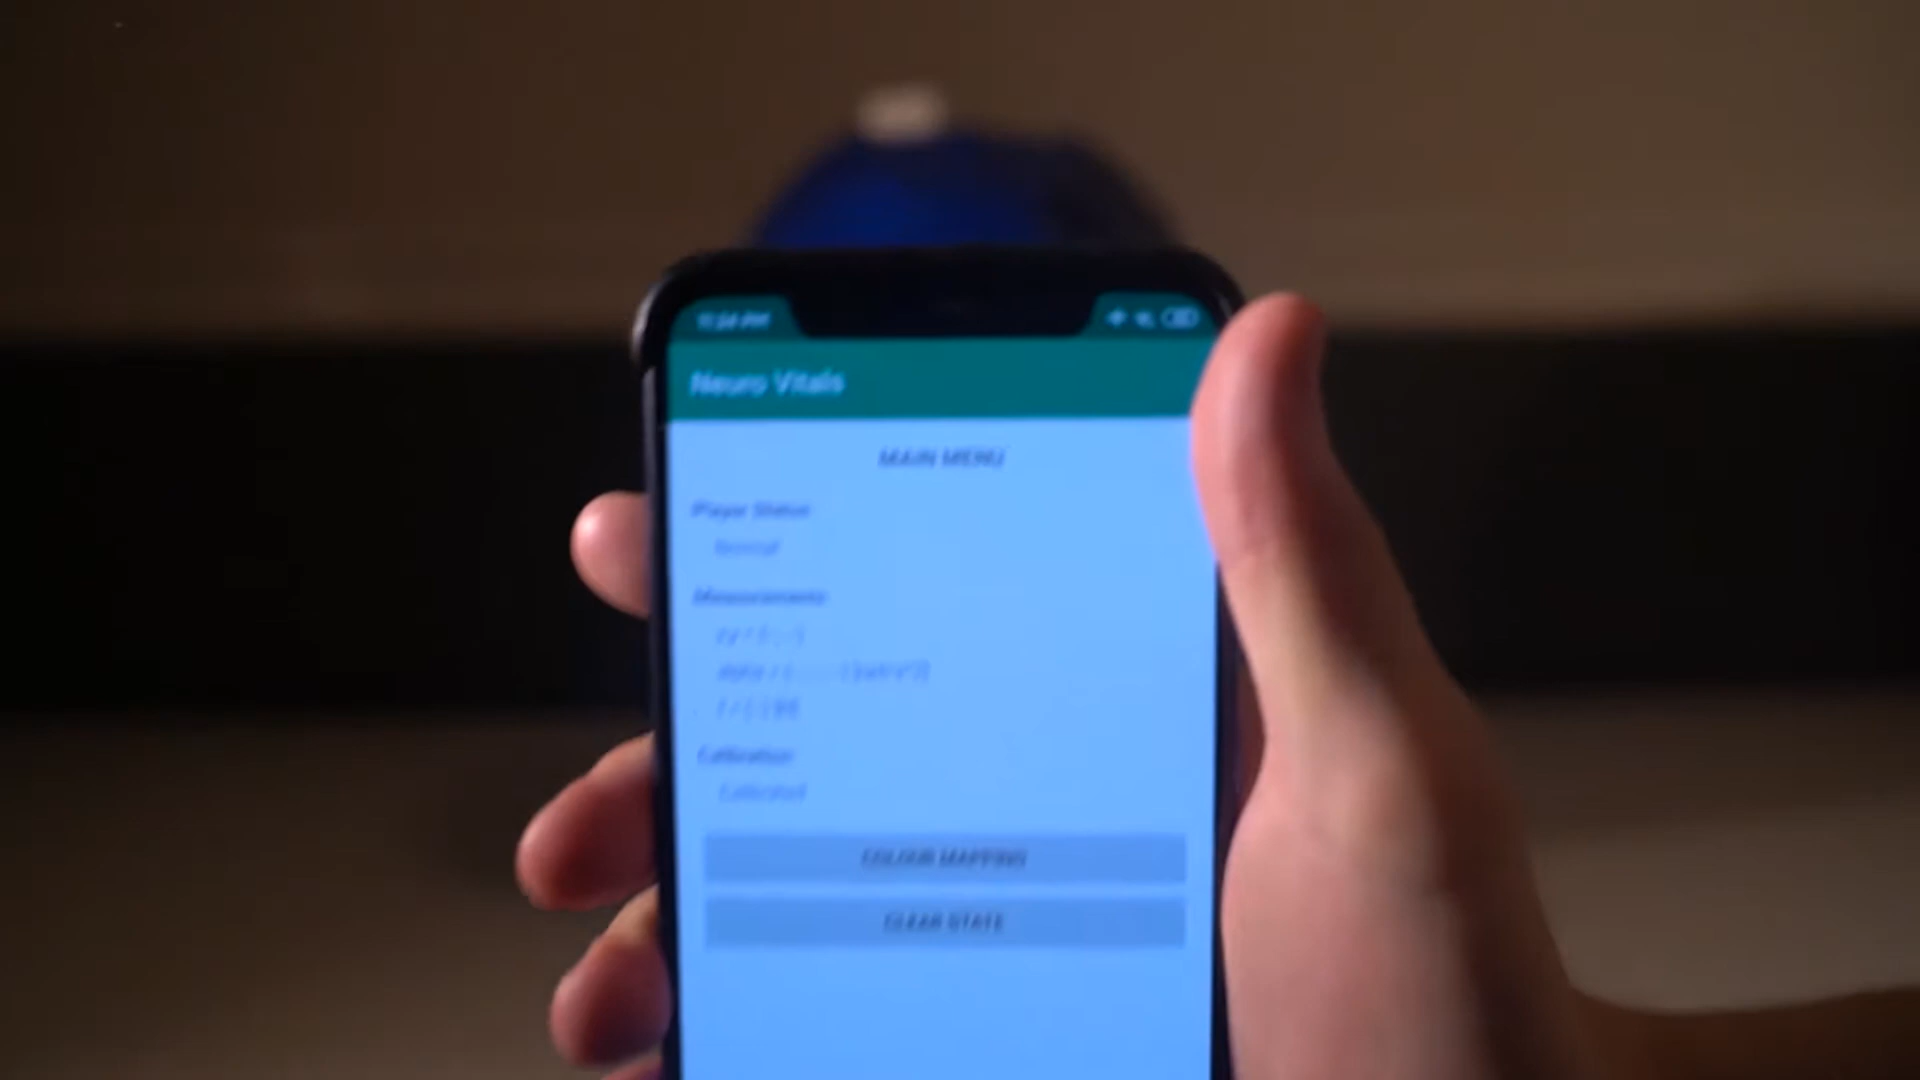 Neuro Vitals
MAIN MENU
Player Status
Normal
Measurements
Calibration
Calibrated
COLOUR MAPPING
CLEAR STATE